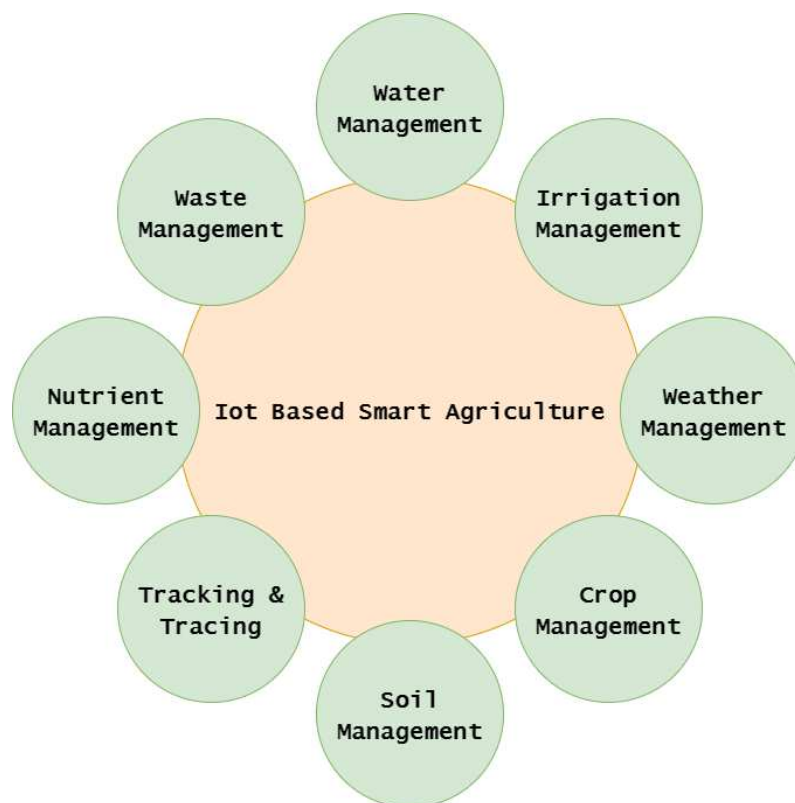 Water
Management
Waste
Management
Irrigation
Management
Nutrient
Management
Iot Based Smart Agriculture
Weather
Management
Tracking &
Tracing
Crop
Management
Soil
Management